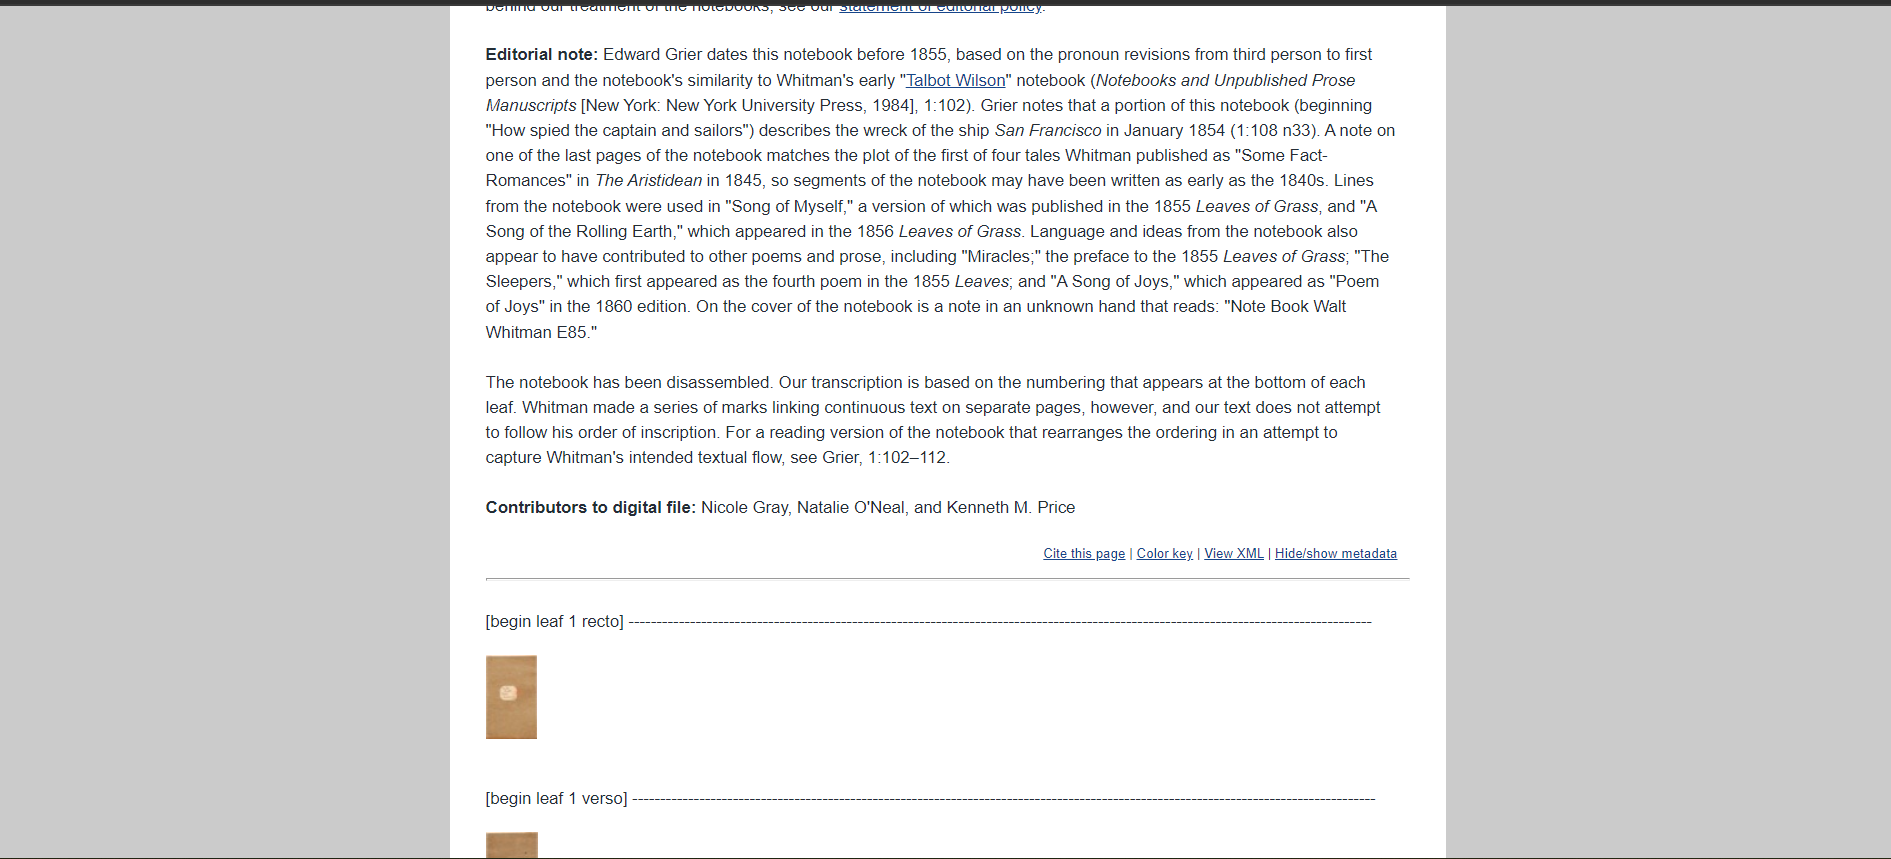 behind our treatment of the notebooks, see our statement of editorial policy.
Editorial note: Edward Grier dates this notebook before 1855, based on the pronoun revisions from third person to first
person and the notebook's similarity to Whitman's early "Talbot Wilson" notebook (Notebooks and Unpublished Prose
Manuscripts [New York: New York University Press, 1984], 1:102). Grier notes that a portion of this notebook (beginning
"How spied the captain and sailors") describes the wreck of the ship San Francisco in January 1854 (1:108 n33). A note on
one of the last pages of the notebook matches the plot of the first of four tales Whitman published as "Some Fact-
Romances" in The Aristidean in 1845, so segments of the notebook may have been written as early as the 1840s. Lines
from the notebook were used in "Song of Myself," a version of which was published in the 1855 Leaves of Grass, and "A
Song of the Rolling Earth," which appeared in the 1856 Leaves of Grass. Language and ideas from the notebook also
appear to have contributed to other poems and prose, including "Miracles;" the preface to the 1855 Leaves of Grass; "The
Sleepers," which first appeared as the fourth poem in the 1855 Leaves; and "A Song of Joys," which appeared as "Poem
of Joys" in the 1860 edition. On the cover of the notebook is a note in an unknown hand that reads: "Note Book Walt
Whitman E85."
The notebook has been disassembled. Our transcription is based on the numbering that appears at the bottom of each
leaf. Whitman made a series of marks linking continuous text on separate pages, however, and our text does not attempt
to follow his order of inscription. For a reading version of the notebook that rearranges the ordering in an attempt to
capture Whitman's intended textual flow, see Grier, 1:102–112.
Contributors to digital file: Nicole Gray, Natalie O'Neal, and Kenneth M. Price
Cite this page | Color key | View XML | Hide/show metadata
[begin leaf 1 recto] ----------------------------------------------------------------------------------------------------------------------------------------
[begin leaf 1 verso] ----------------------------------------------------------------------------------------------------------------------------------------